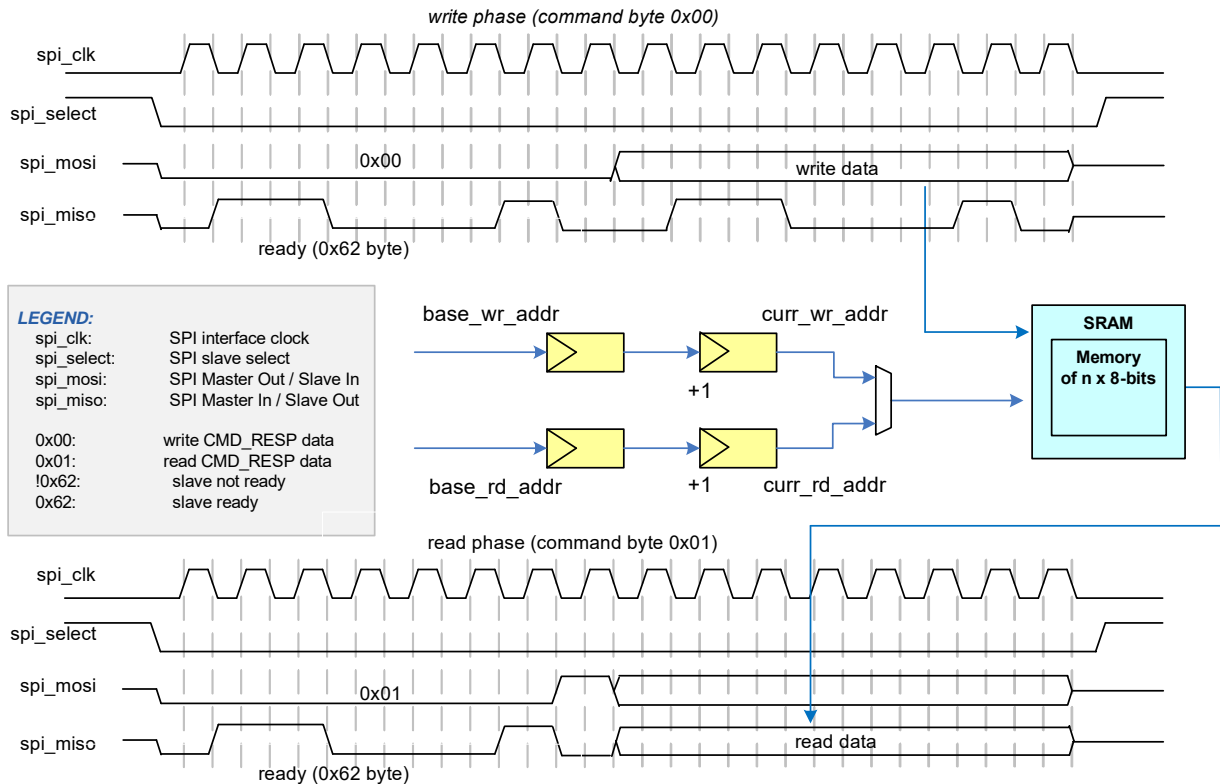 write phase (command byte 0x00)
spi_clk
spi_select
spi_mosi
0x00
write data
spi_miso
ready (0x62 byte)
LEGEND:
spi_clk: SPI interface clock
spi_select: SPI slave select
spi_mosi: SPI Master Out / Slave In
spi_miso: SPI Master In / Slave Out
0x00: write CMD_RESP data
0x01: read CMD_RESP data
!0x62: slave not ready
0x62: slave ready
base_wr_addr
curr_wr_addr
+1
base_rd_addr
+1
curr_rd_addr
SRAM
Memory
of n x 8-bits
read phase (command byte 0x01)
spi_clk
spi_select
spi_mosi
0x01
spi_miso
read data
ready (0x62 byte)